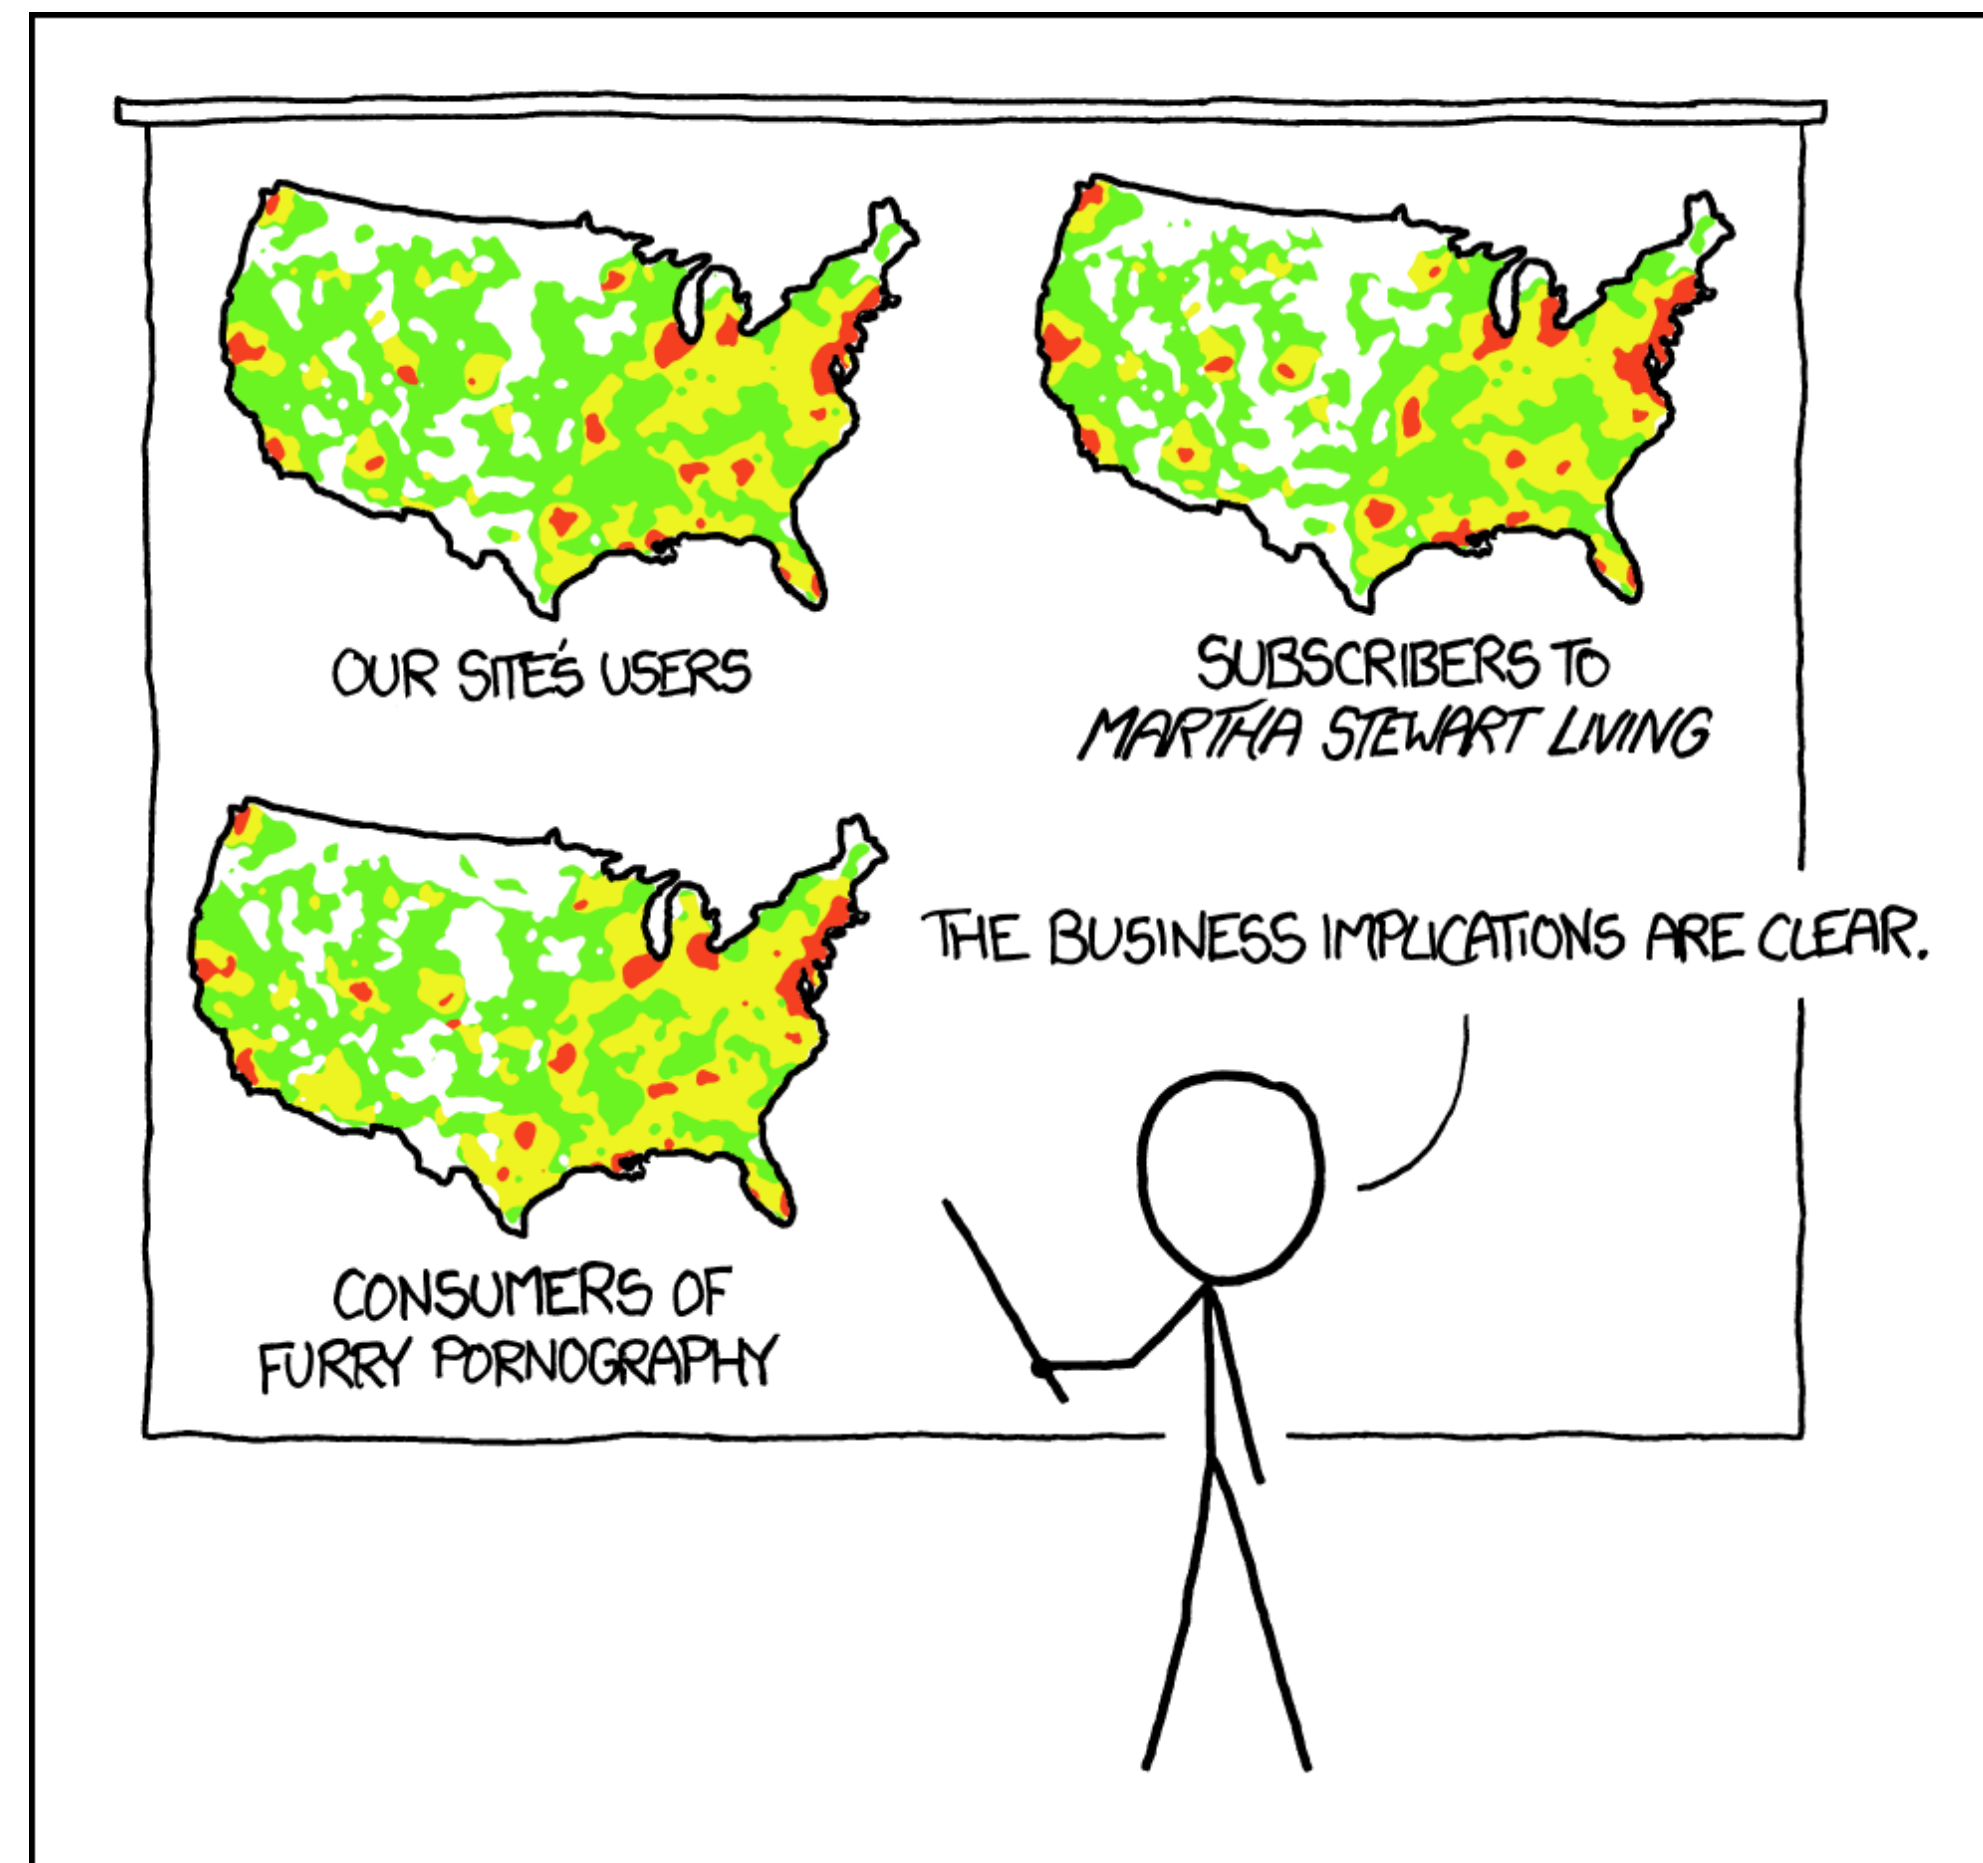 OUR SITE'S USERS
SUBSCRIBERS TO
MARTHA STEWART LIVING
CONSUMERS OF
FURRY PORNOGRAPHY
THE BUSINESS IMPLICATIONS ARE CLEAR.